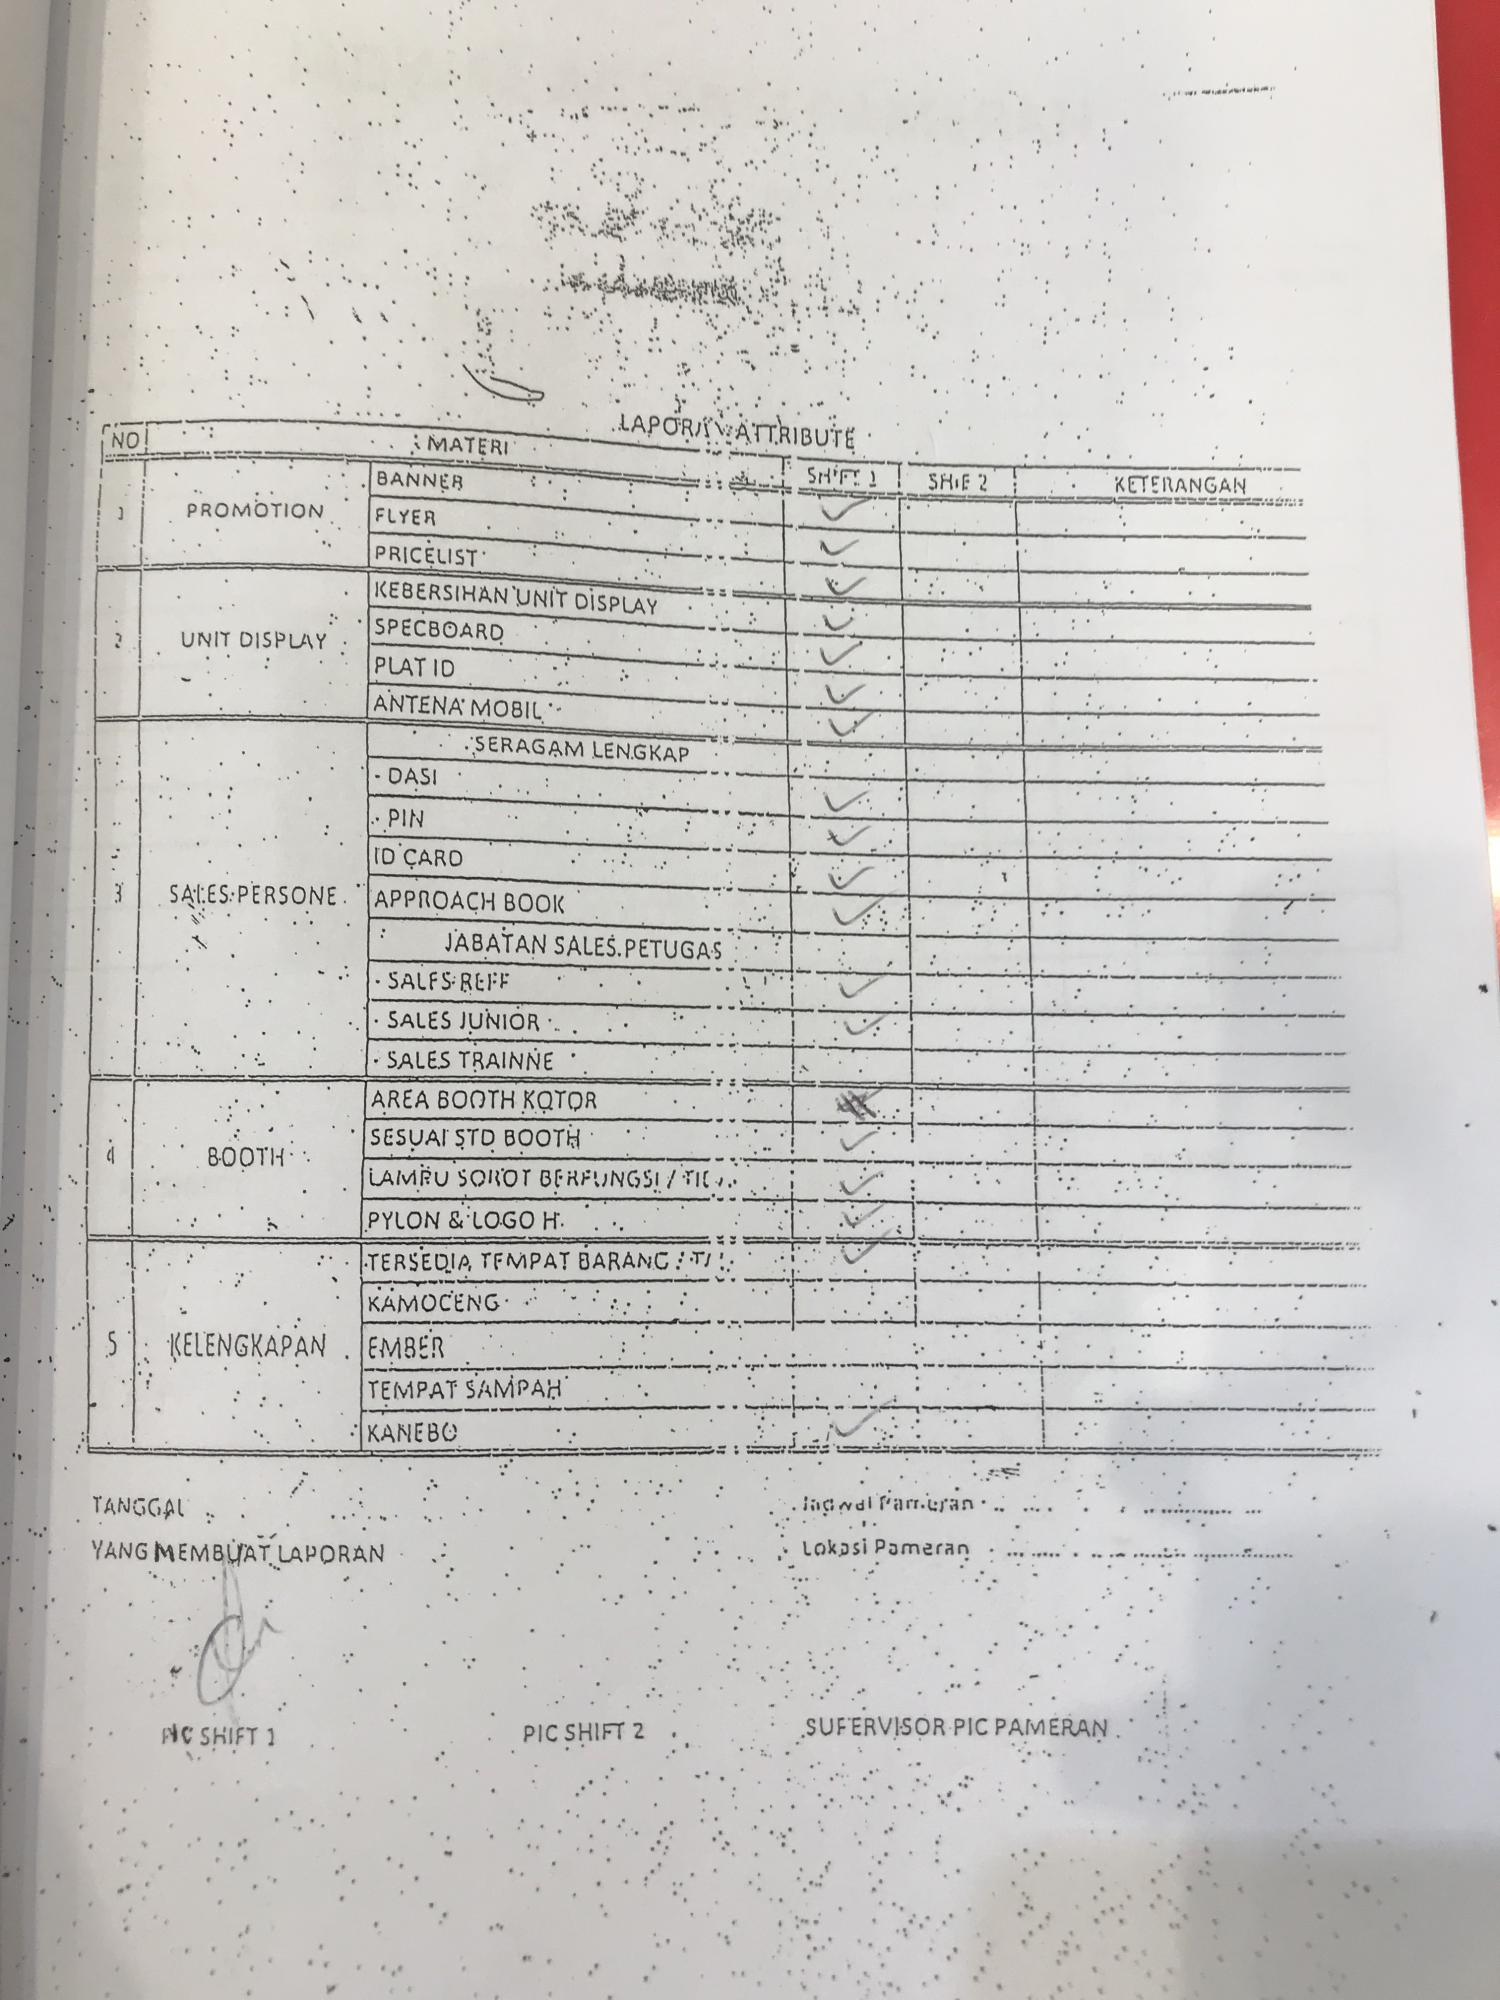 LAPORAN ATTRIBUTE
NO MATERI SHIFT 1 SHIF 2 KETERANGAN
1 PROMOTION BANNER ✓
FLYER ✓
PRICELIST ✓
2 UNIT DISPLAY KEBERSIHAN UNIT DISPLAY ✓
SPECBOARD ✓
PLAT ID ✓
ANTENA MOBIL ✓
3 SALES PERSONE SERAGAM LENGKAP
- DASI ✓
- PIN ✓
ID CARD ✓
APPROACH BOOK ✓
JABATAN SALES PETUGAS
- SALES REFF ✓
- SALES JUNIOR ✓
- SALES TRAINNE
4 BOOTH AREA BOOTH KOTOR
SESUAI STD BOOTH ✓
LAMPU SOROT BERFUNGSI / ✓
PYLON & LOGO H ✓
5 KELENGKAPAN TERSEDIA TEMPAT BARANG / ✓
KAMOCENG
EMBER
TEMPAT SAMPAH
KANEBO ✓
TANGGAL Jadwal Pameran
YANG MEMBUAT LAPORAN Lokasi Pameran
PIC SHIFT 1 PIC SHIFT 2 SUPERVISOR PIC PAMERAN